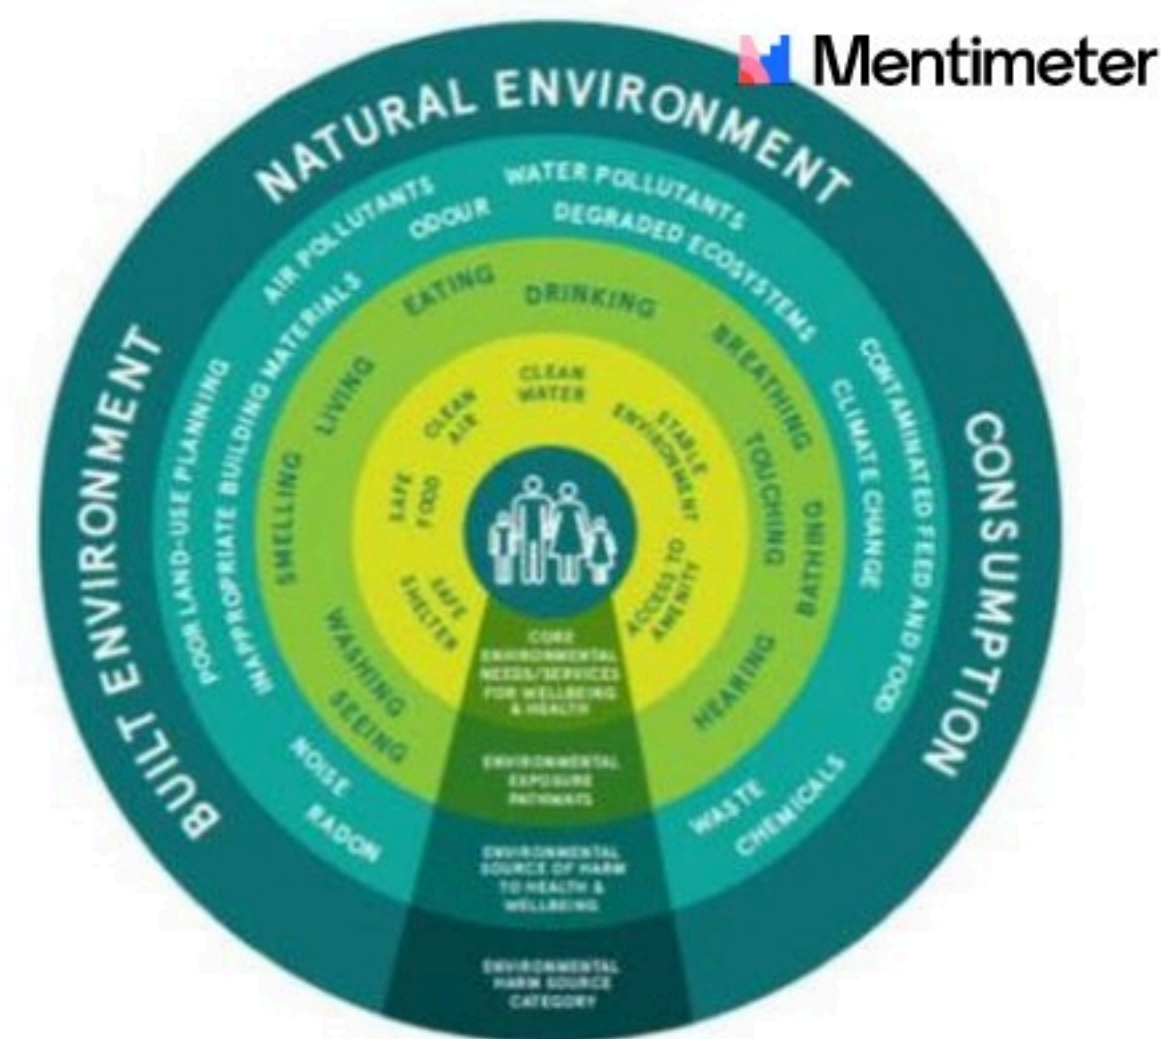 Mentimeter
NATURAL ENVIRONMENT
BUILT ENVIRONMENT
CONSUMPTION
AIR POLLUTANTS
ODOUR
WATER POLLUTANTS
DEGRADED ECOSYSTEMS
CONTAMINATED FEED AND FOOD
CLIMATE CHANGE
POOR LAND-USE PLANNING
INAPPROPRIATE BUILDING MATERIALS
NOISE
RADON
WASTE
CHEMICALS
EATING
DRINKING
BREATHING
TOUCHING
BATHING
HEARING
LIVING
SMELLING
WASHING
SEEING
CLEAN
WATER
CLEAN
AIR
STABLE
ENVIRONMENT
SAFE
FOOD
SAFE
SHELTER
ACCESS TO
AMENITY
CORE
ENVIRONMENTAL
NEEDS/SERVICES
FOR WELLBEING
& HEALTH
ENVIRONMENTAL
EXPOSURE
PATHWAYS
ENVIRONMENTAL
SOURCE OF HARM
TO HEALTH &
WELLBEING
ENVIRONMENTAL
HARM SOURCE
CATEGORY